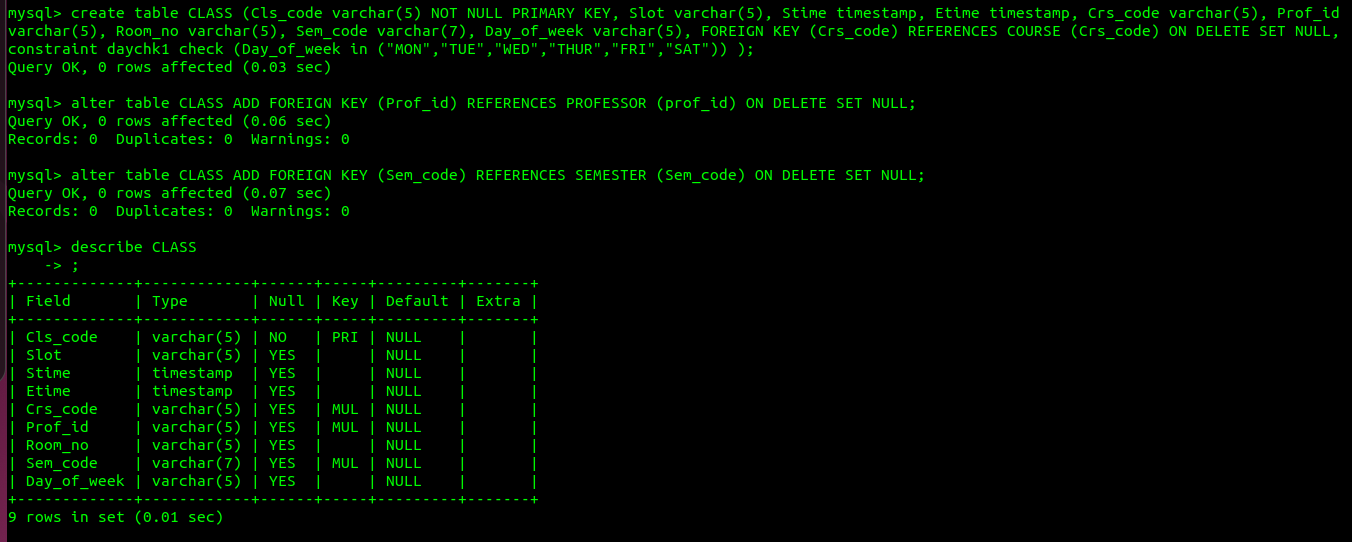 mysql> create table CLASS (Cls_code varchar(5) NOT NULL PRIMARY KEY, Slot varchar(5), Stime timestamp, Etime timestamp, Crs_code varchar(5), Prof_id
varchar(5), Room_no varchar(5), Sem_code varchar(7), Day_of_week varchar(5), FOREIGN KEY (Crs_code) REFERENCES COURSE (Crs_code) ON DELETE SET NULL,
constraint daychk1 check (Day_of_week in ("MON","TUE","WED","THUR","FRI","SAT")) );
Query OK, 0 rows affected (0.03 sec)

mysql> alter table CLASS ADD FOREIGN KEY (Prof_id) REFERENCES PROFESSOR (prof_id) ON DELETE SET NULL;
Query OK, 0 rows affected (0.06 sec)
Records: 0  Duplicates: 0  Warnings: 0

mysql> alter table CLASS ADD FOREIGN KEY (Sem_code) REFERENCES SEMESTER (Sem_code) ON DELETE SET NULL;
Query OK, 0 rows affected (0.07 sec)
Records: 0  Duplicates: 0  Warnings: 0

mysql> describe CLASS
    -> ;
+-------------+------------+------+-----+---------+-------+
| Field       | Type       | Null | Key | Default | Extra |
+-------------+------------+------+-----+---------+-------+
| Cls_code    | varchar(5) | NO   | PRI | NULL    |       |
| Slot        | varchar(5) | YES  |     | NULL    |       |
| Stime       | timestamp  | YES  |     | NULL    |       |
| Etime       | timestamp  | YES  |     | NULL    |       |
| Crs_code    | varchar(5) | YES  | MUL | NULL    |       |
| Prof_id     | varchar(5) | YES  | MUL | NULL    |       |
| Room_no     | varchar(5) | YES  |     | NULL    |       |
| Sem_code    | varchar(7) | YES  | MUL | NULL    |       |
| Day_of_week | varchar(5) | YES  |     | NULL    |       |
+-------------+------------+------+-----+---------+-------+
9 rows in set (0.01 sec)